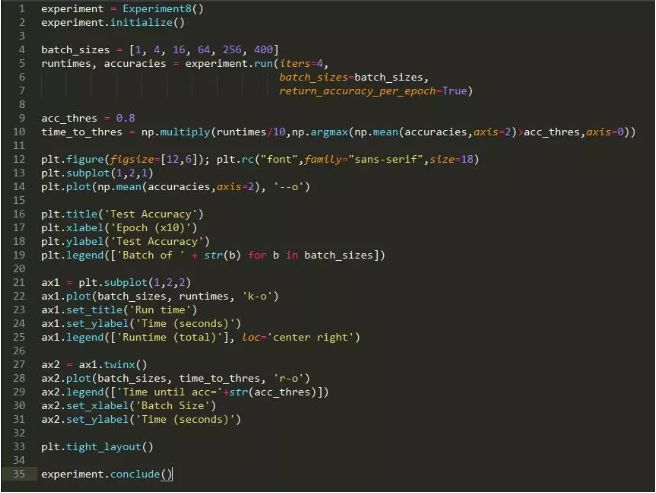 1 experiment = Experiment8()
2 experiment.initialize()
3
4 batch_sizes = [1, 4, 16, 64, 256, 400]
5 runtimes, accuracies = experiment.run(iters=4,
6 batch_sizes=batch_sizes,
7 return_accuracy_per_epoch=True)
8
9 acc_thres = 0.8
10 time_to_thres = np.multiply(runtimes/10,np.argmax(np.mean(accuracies,axis=2)>acc_thres,axis=0))
11
12 plt.figure(figsize=[12,6]); plt.rc("font",family="sans-serif",size=18)
13 plt.subplot(1,2,1)
14 plt.plot(np.mean(accuracies,axis=2), '--o')
15
16 plt.title('Test Accuracy')
17 plt.xlabel('Epoch (x10)')
18 plt.ylabel('Test Accuracy')
19 plt.legend(['Batch of ' + str(b) for b in batch_sizes])
20
21 ax1 = plt.subplot(1,2,2)
22 ax1.plot(batch_sizes, runtimes, 'k-o')
23 ax1.set_title('Run time')
24 ax1.set_ylabel('Time (seconds)')
25 ax1.legend(['Runtime (total)'], loc='center right')
26
27 ax2 = ax1.twinx()
28 ax2.plot(batch_sizes, time_to_thres, 'r-o')
29 ax2.legend(['Time until acc='+str(acc_thres)])
30 ax2.set_xlabel('Batch Size')
31 ax2.set_ylabel('Time (seconds)')
32
33 plt.tight_layout()
34
35 experiment.conclude()